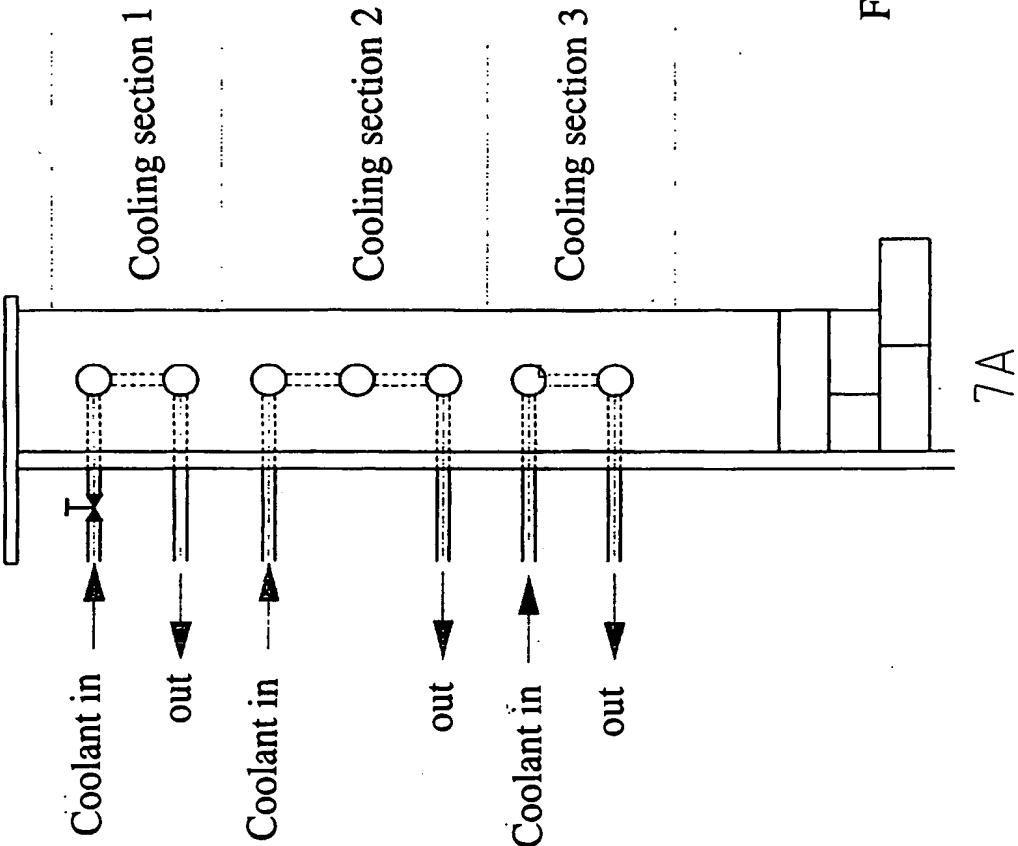 Cooling section 1
Cooling section 2
Cooling section 3
Coolant in
out
Coolant in
out
Coolant in
out
7A
F